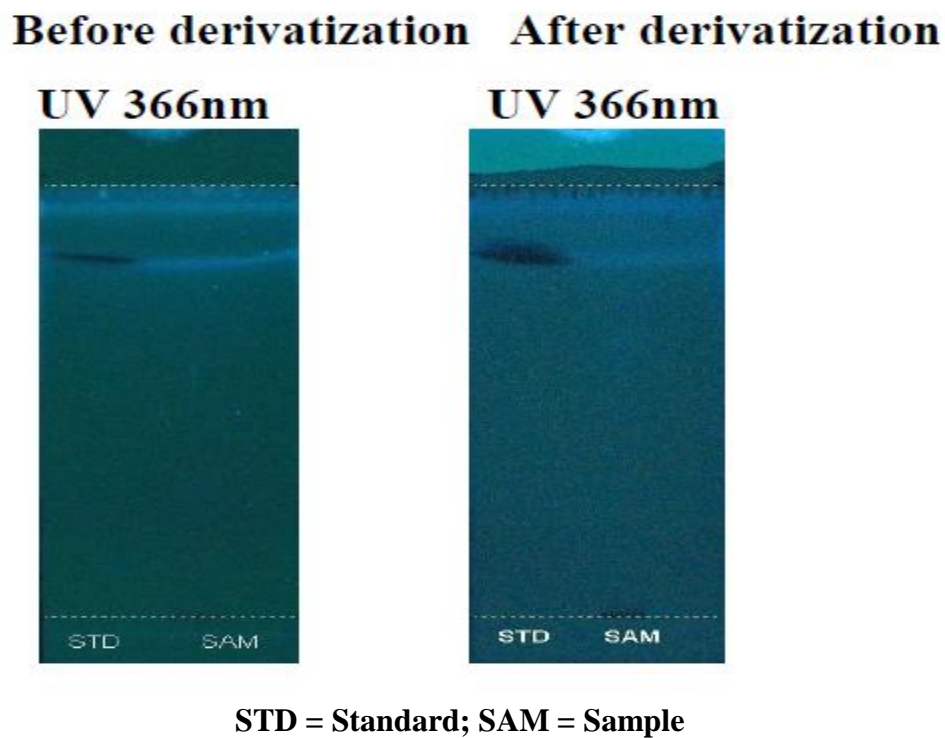 Before derivatization After derivatization
UV 366nm UV 366nm
STD SAM STD SAM
STD = Standard; SAM = Sample